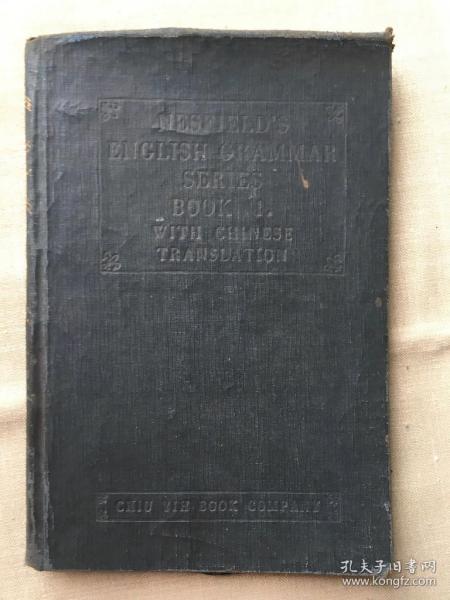 NESFIELD'S
ENGLISH GRAMMAR
SERIES
BOOK 1.
WITH CHINESE
TRANSLATION
CHIU YIH BOOK COMPANY
孔夫子旧书网
www.kongfz.com